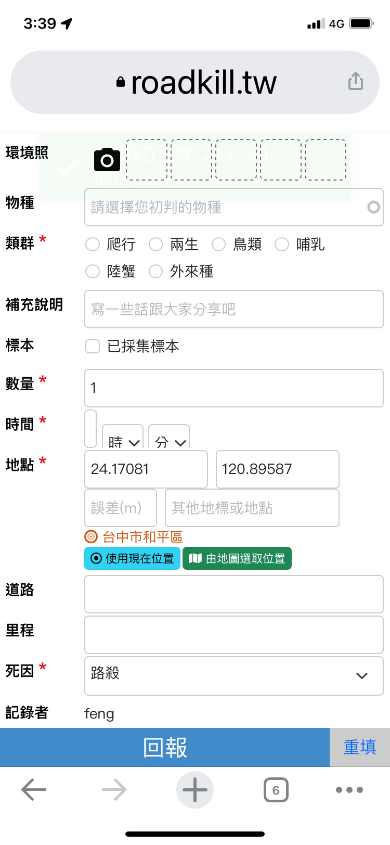 3:39
4G
roadkill.tw
環境照
物種
請選擇您初判的物種
類群 *
爬行 兩生 鳥類 哺乳
陸蟹 外來種
補充說明
寫一些話跟大家分享吧
標本
已採集標本
數量 *
1
時間 *
時 分
地點 *
24.17081 120.89587
誤差(m) 其他地標或地點
台中市和平區
使用現在位置 由地圖選取位置
道路
里程
死因 *
路殺
記錄者
feng
回報 重填
6